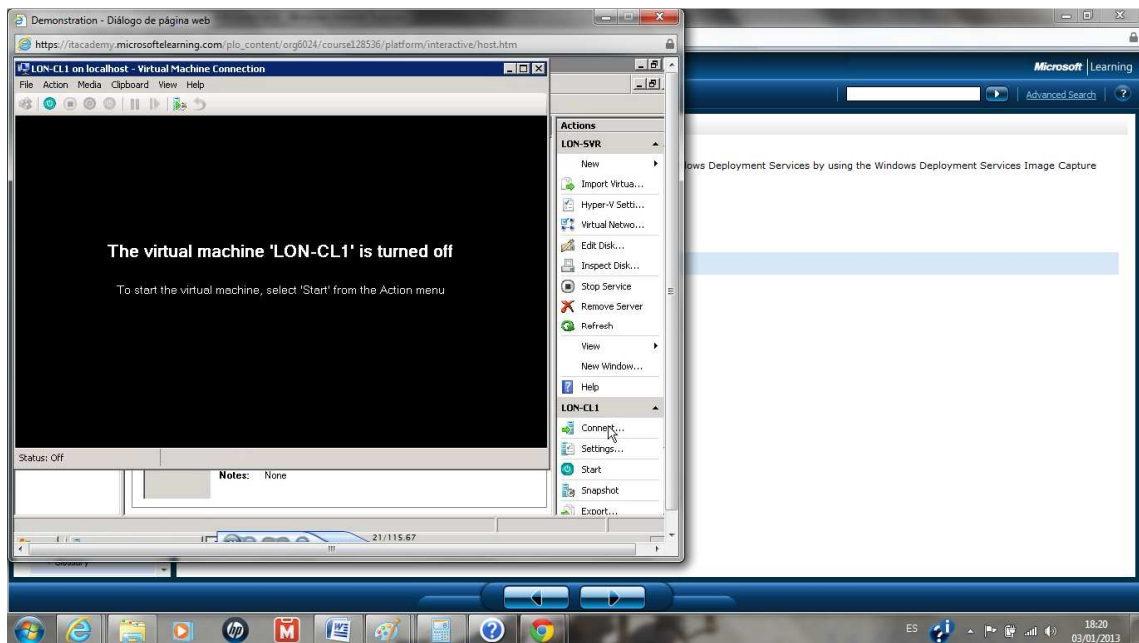 Demonstration - Diálogo de página web
https://itacademy.microsoftelearning.com/plo_content/org6024/course128536/platform/interactive/host.htm
LON-CL1 on localhost - Virtual Machine Connection
File Action Media Clipboard View Help
The virtual machine 'LON-CL1' is turned off
To start the virtual machine, select 'Start' from the Action menu
Status: Off
Notes: None
21/115.67
Actions
LON-SVR
New
Import Virtua...
Hyper-V Setti...
Virtual Netwo...
Edit Disk...
Inspect Disk...
Stop Service
Remove Server
Refresh
View
New Window...
Help
LON-CL1
Connect...
Settings...
Start
Snapshot
Export...
Microsoft Learning
Advanced Search
Windows Deployment Services by using the Windows Deployment Services Image Capture
Glossary
hp
M
ES
18:20
03/01/2013